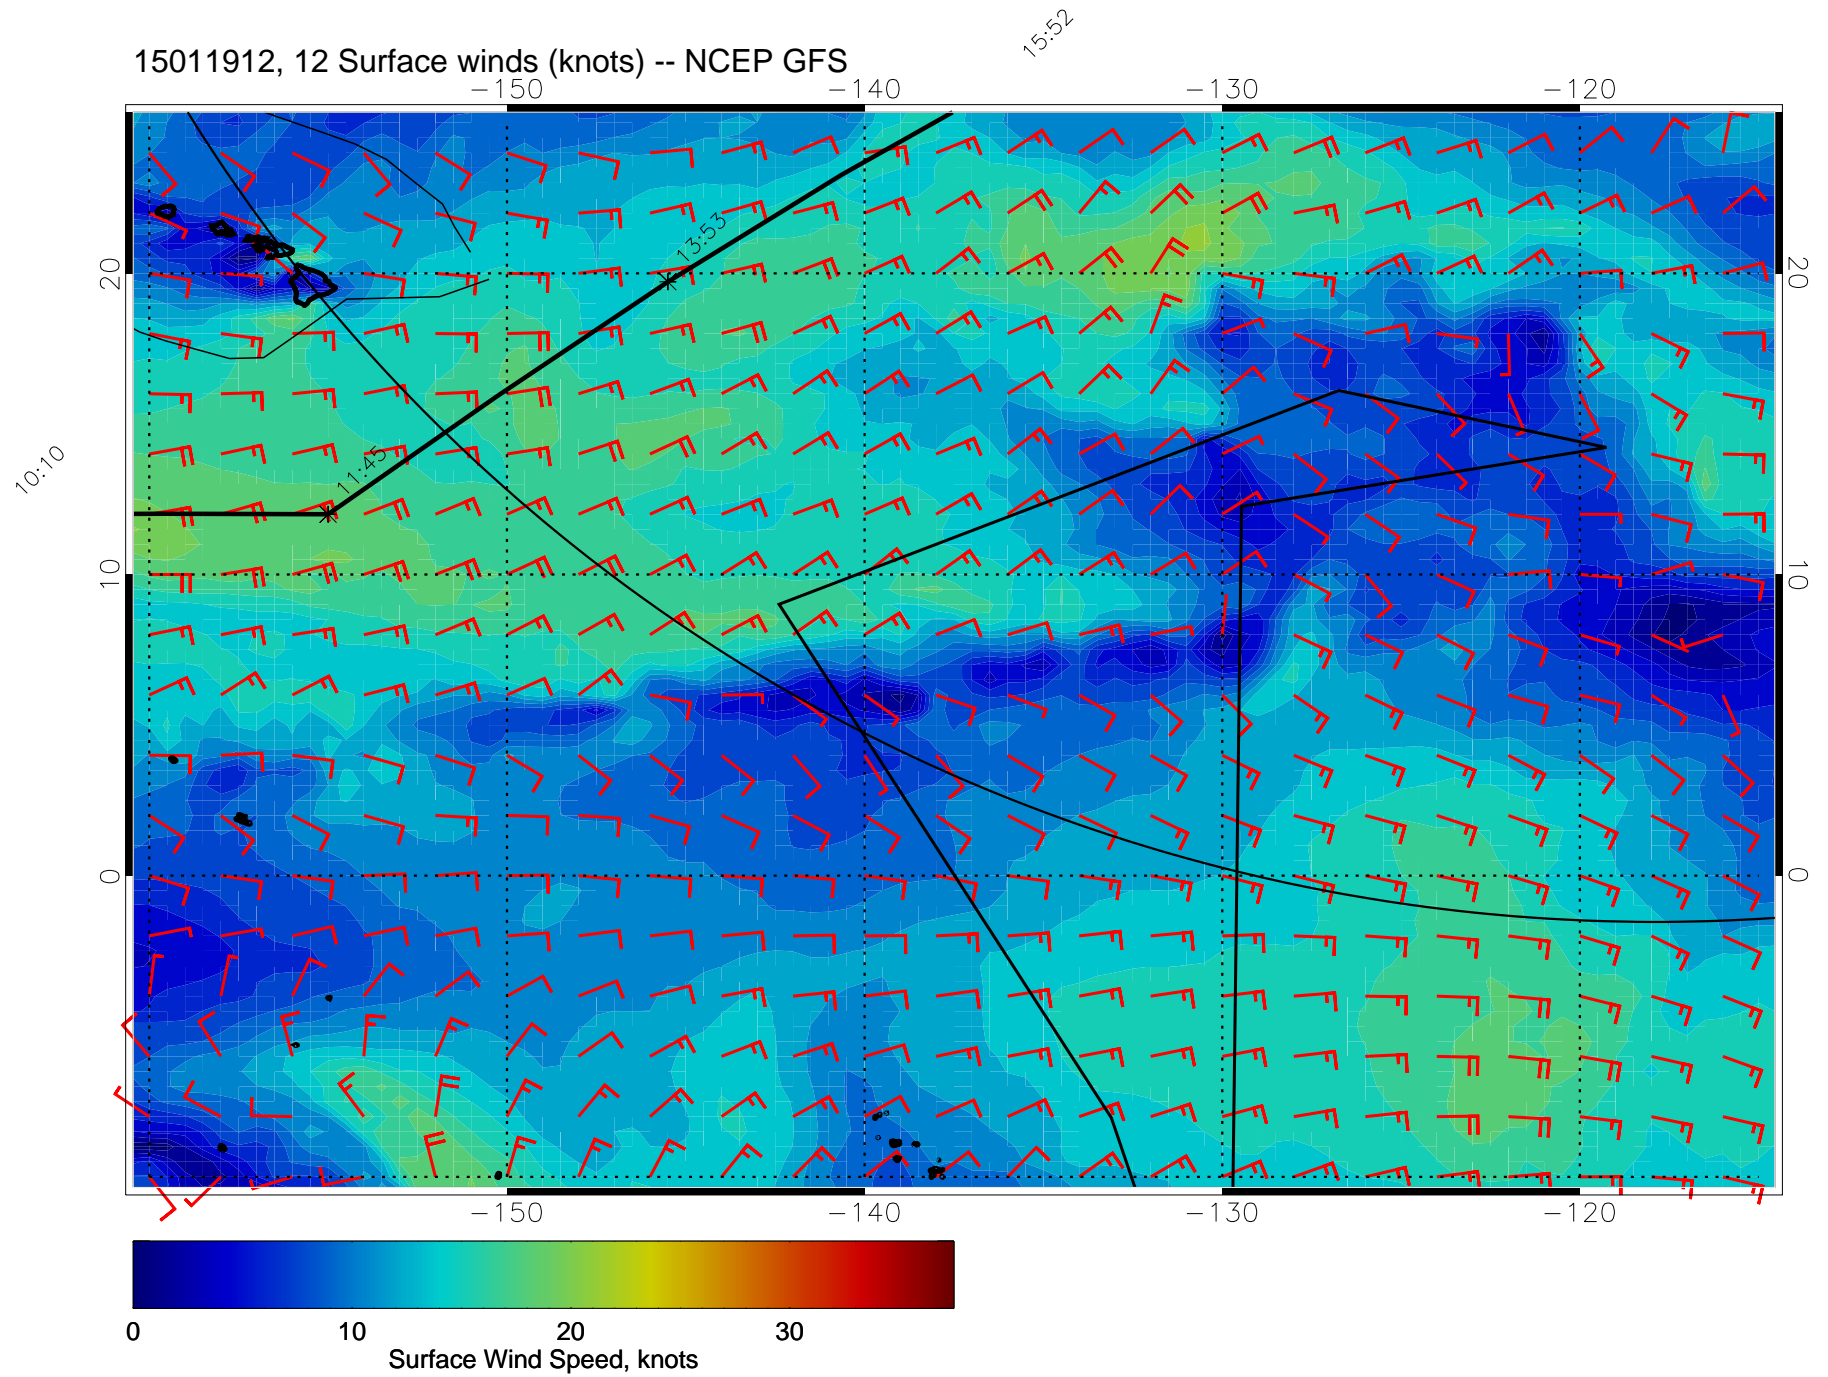 15:52
15011912, 12 Surface winds (knots) -- NCEP GFS
-150 -140 -130 -120
13:53
20 20
11:45
10:10
10 10
0 0
-150 -140 -130 -120
0 10 20 30
Surface Wind Speed, knots